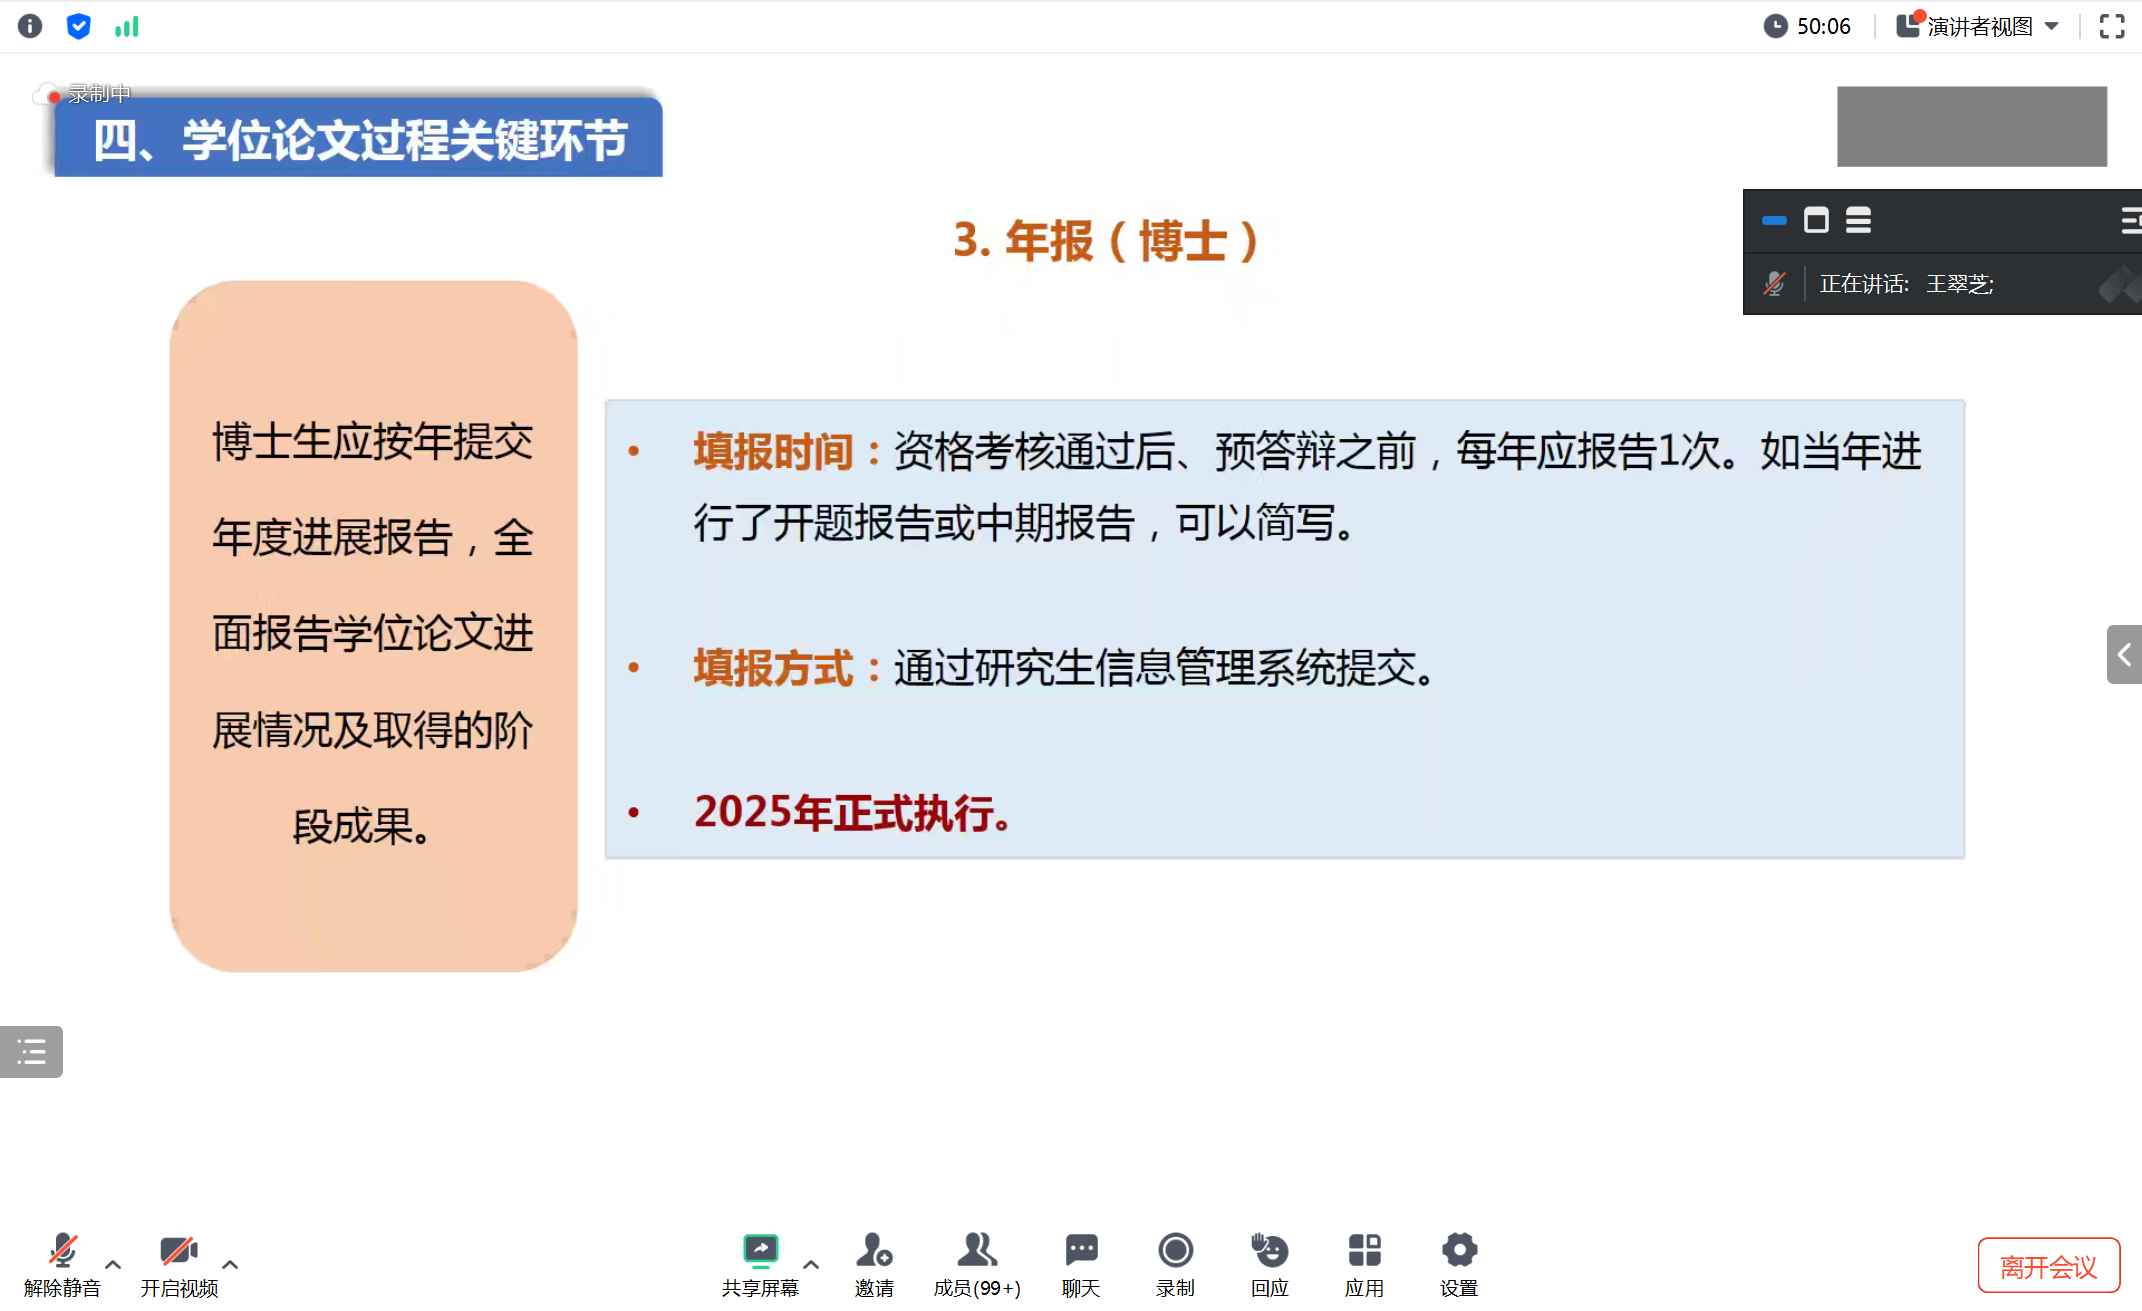 50:06
演讲者视图
录制中
四、学位论文过程关键环节
3. 年报（博士）
正在讲话: 王翠芝;
博士生应按年提交
年度进展报告，全
面报告学位论文进
展情况及取得的阶
段成果。
• 填报时间：资格考核通过后、预答辩之前，每年应报告1次。如当年进
行了开题报告或中期报告，可以简写。
• 填报方式：通过研究生信息管理系统提交。
• 2025年正式执行。
解除静音
开启视频
共享屏幕
邀请
成员(99+)
聊天
录制
回应
应用
设置
离开会议